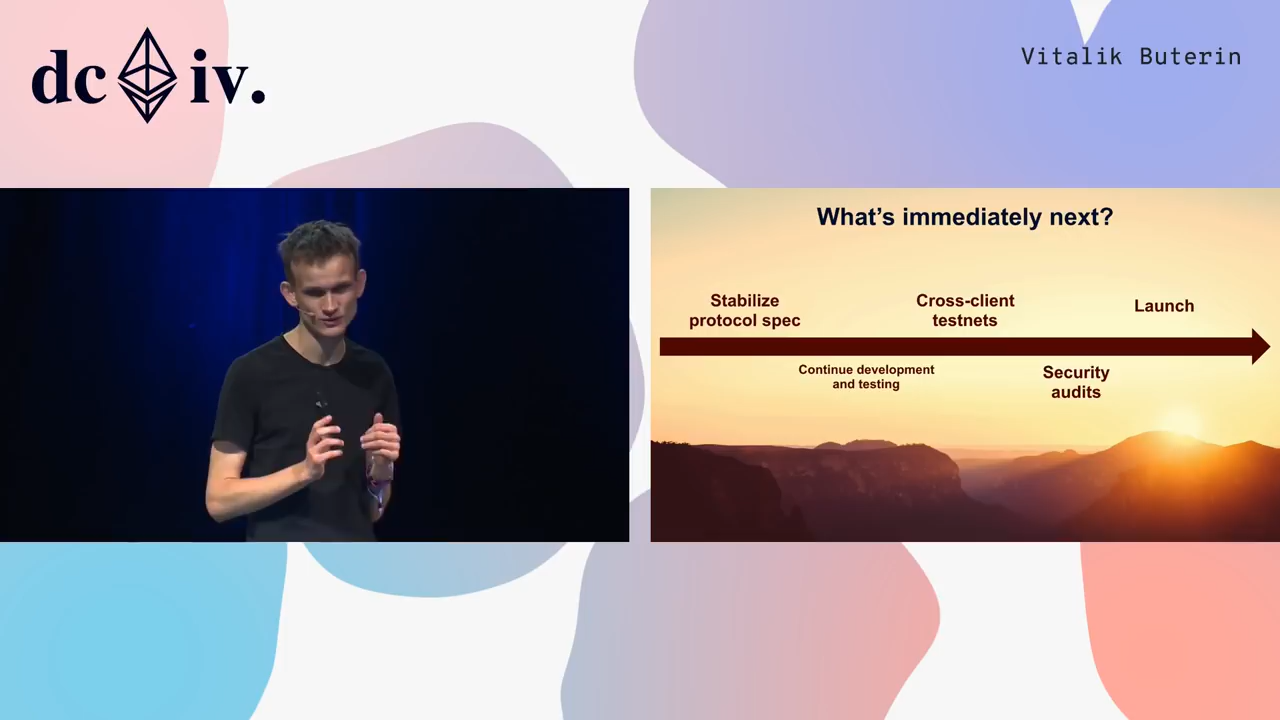 dc iv.
Vitalik Buterin
What's immediately next?
Stabilize
protocol spec
Cross-client
testnets
Launch
Continue development
and testing
Security
audits